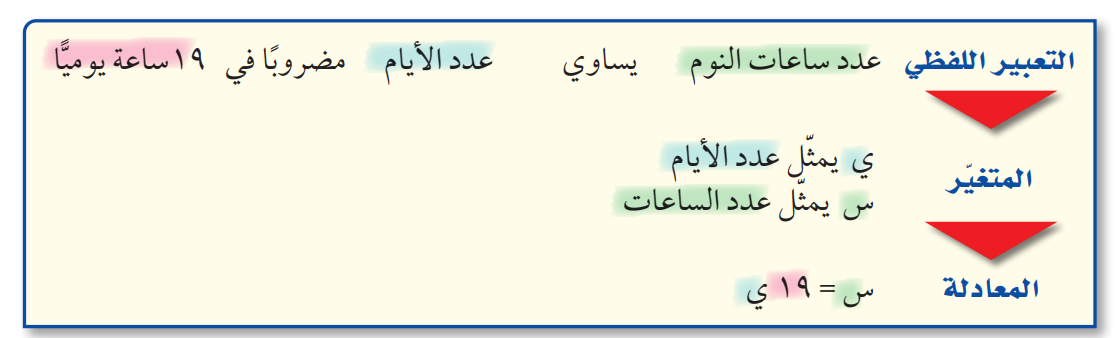 التعبير اللفظي عدد ساعات النوم يساوي عدد الأيام مضروبًا في ١٩ ساعة يوميًّا
المتغيّر
ي يمثّل عدد الأيام
س يمثّل عدد الساعات
المعادلة س = ١٩ ي